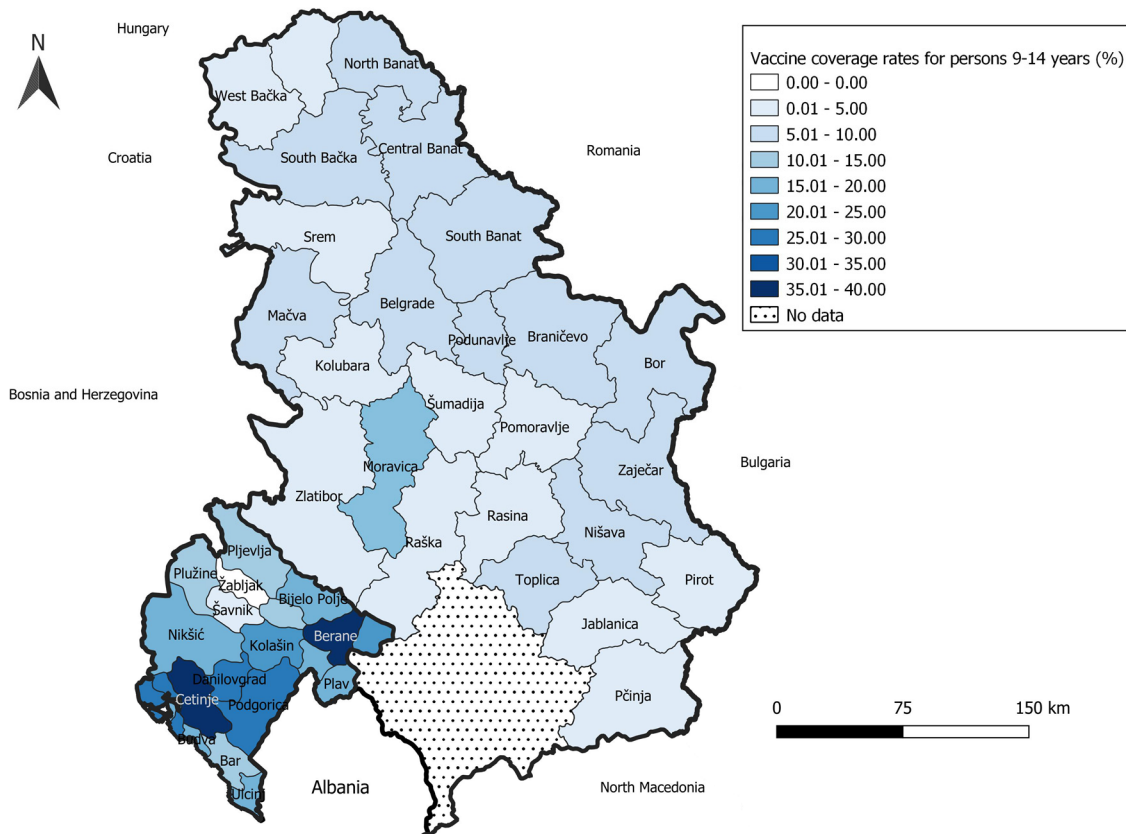 Hungary
N
North Banat
West Bačka
Croatia
South Bačka
Central Banat
Romania
Srem
South Banat
Mačva
Belgrade
Podunavlje
Braničevo
Bor
Kolubara
Bosnia and Herzegovina
Šumadija
Pomoravlje
Moravica
Zaječar
Bulgaria
Zlatibor
Rasina
Nišava
Raška
Pljevlja
Plužine
Žabljak
Toplica
Pirot
Bijelo Polje
Šavnik
Nikšić
Kolašin
Berane
Jablanica
Danilovgrad
Plav
Cetinje
Podgorica
Pčinja
Budva
Bar
Ulcinj
Albania
North Macedonia
Vaccine coverage rates for persons 9-14 years (%)
0.00 - 0.00
0.01 - 5.00
5.01 - 10.00
10.01 - 15.00
15.01 - 20.00
20.01 - 25.00
25.01 - 30.00
30.01 - 35.00
35.01 - 40.00
No data
0 75 150 km